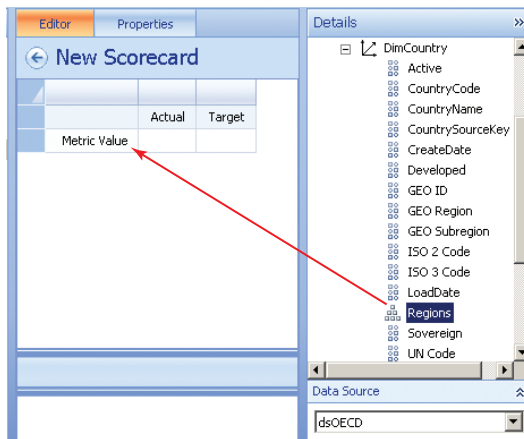 Editor
Properties
New Scorecard
Actual
Target
Metric Value
Details
»
DimCountry
Active
CountryCode
CountryName
CountrySourceKey
CreateDate
Developed
GEO ID
GEO Region
GEO Subregion
ISO 2 Code
ISO 3 Code
LoadDate
Regions
Sovereign
UN Code
Data Source
dsOECD